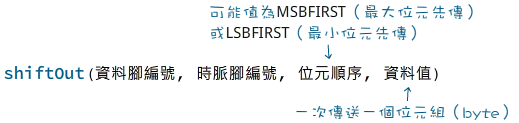 可能值為MSBFIRST(最大位元先傳)
或LSBFIRST(最小位元先傳)
shiftOut(資料腳編號, 時脈腳編號, 位元順序, 資料值)
一次傳送一個位元組(byte)